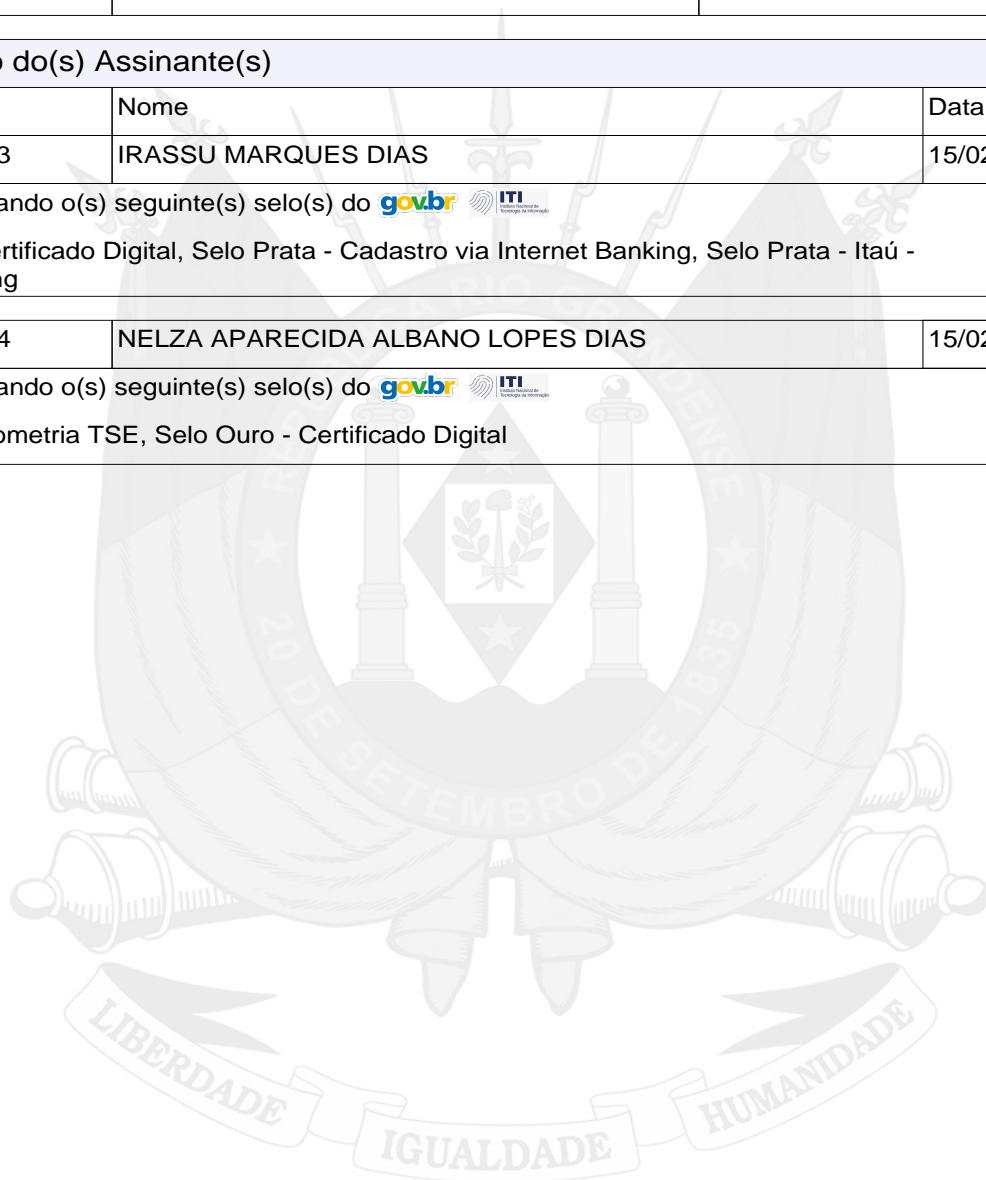 o do(s) Assinante(s)
Nome Data
3 IRASSU MARQUES DIAS 15/02
ando o(s) seguinte(s) selo(s) do gov.br ITI
ertificado Digital, Selo Prata - Cadastro via Internet Banking, Selo Prata - Itaú -
ng
4 NELZA APARECIDA ALBANO LOPES DIAS 15/02
ando o(s) seguinte(s) selo(s) do gov.br ITI
ometria TSE, Selo Ouro - Certificado Digital
REPÚBLICA RIO GRANDENSE
20 DE SETEMBRO DE 1835
LIBERDADE IGUALDADE HUMANIDADE